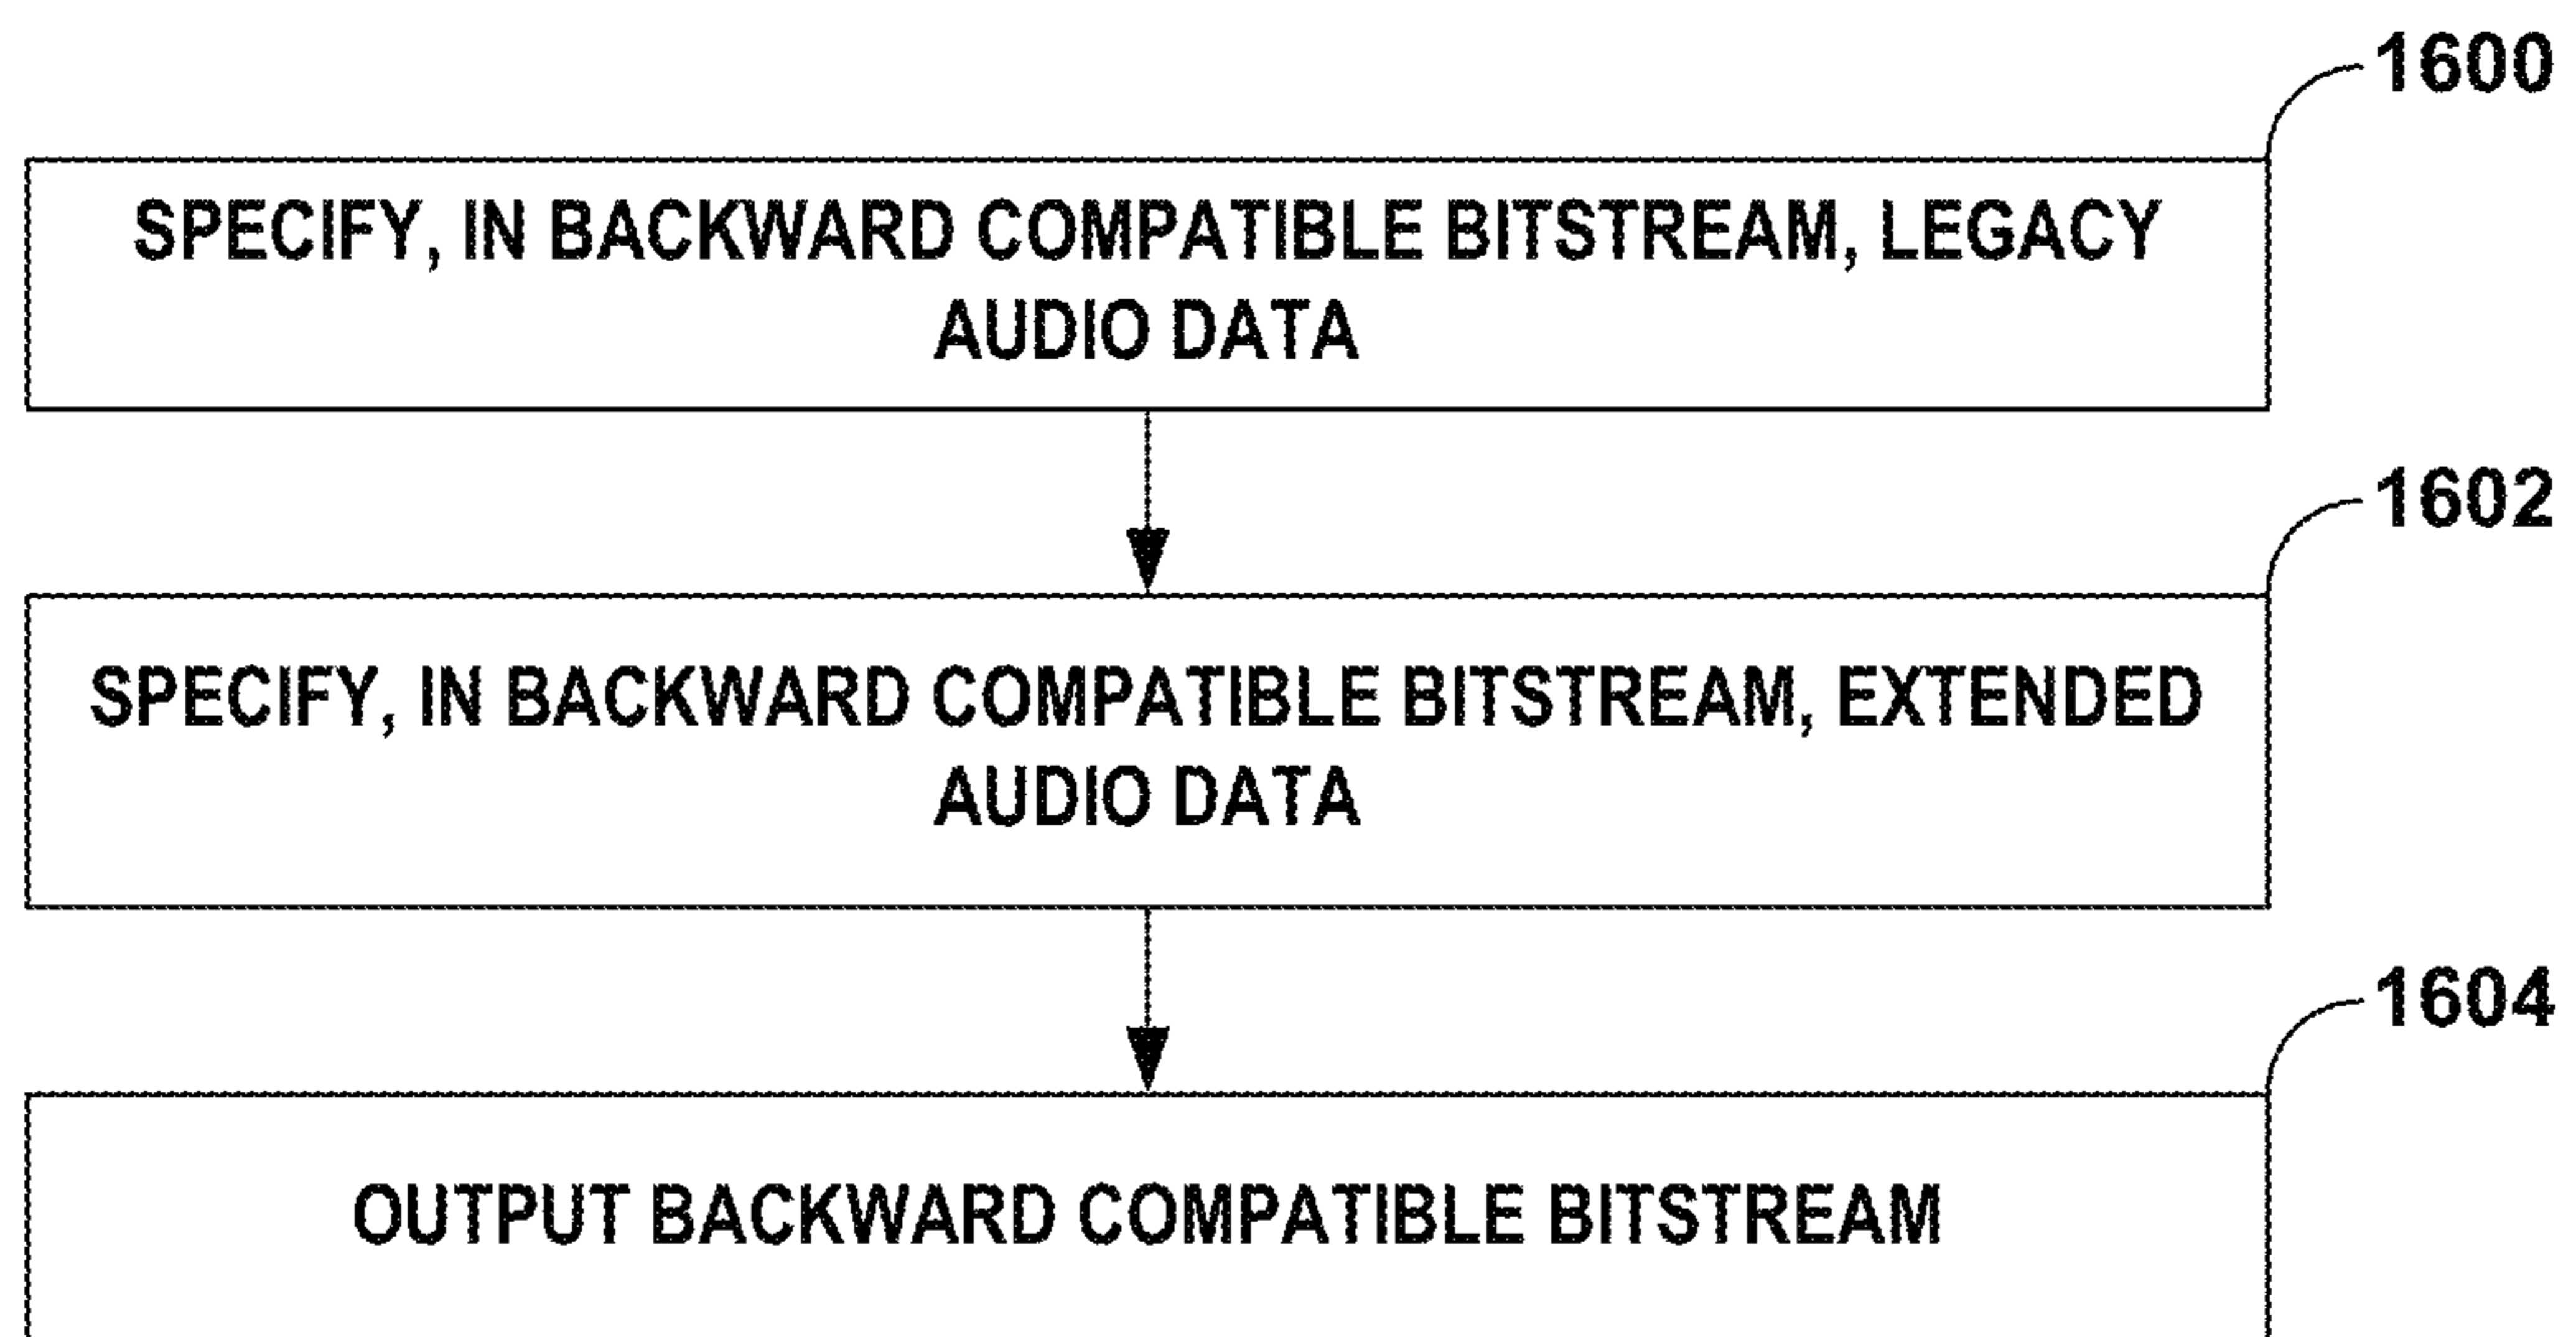 1600
SPECIFY, IN BACKWARD COMPATIBLE BITSTREAM, LEGACY
AUDIO DATA
1602
SPECIFY, IN BACKWARD COMPATIBLE BITSTREAM, EXTENDED
AUDIO DATA
1604
OUTPUT BACKWARD COMPATIBLE BITSTREAM